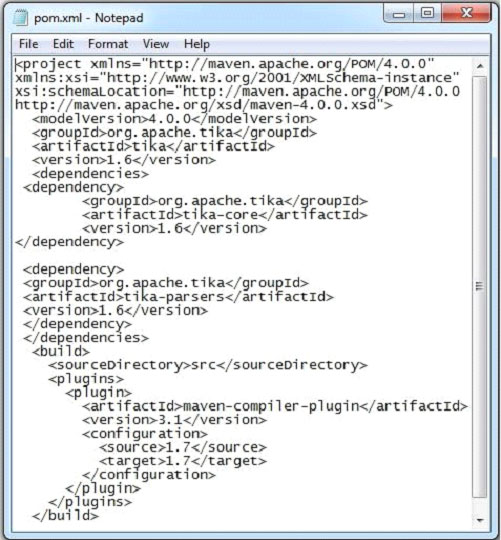 pom.xml - Notepad
File Edit Format View Help
<project xmlns="http://maven.apache.org/POM/4.0.0"
xmlns:xsi="http://www.w3.org/2001/XMLSchema-instance"
xsi:schemaLocation="http://maven.apache.org/POM/4.0.0
http://maven.apache.org/xsd/maven-4.0.0.xsd">
<modelVersion>4.0.0</modelVersion>
<groupId>org.apache.tika</groupId>
<artifactId>tika</artifactId>
<version>1.6</version>
<dependencies>
<dependency>
<groupId>org.apache.tika</groupId>
<artifactId>tika-core</artifactId>
<version>1.6</version>
</dependency>
<dependency>
<groupId>org.apache.tika</groupId>
<artifactId>tika-parsers</artifactId>
<version>1.6</version>
</dependency>
</dependencies>
<build>
<sourceDirectory>src</sourceDirectory>
<plugins>
<plugin>
<artifactId>maven-compiler-plugin</artifactId>
<version>3.1</version>
<configuration>
<source>1.7</source>
<target>1.7</target>
</configuration>
</plugin>
</plugins>
</build>